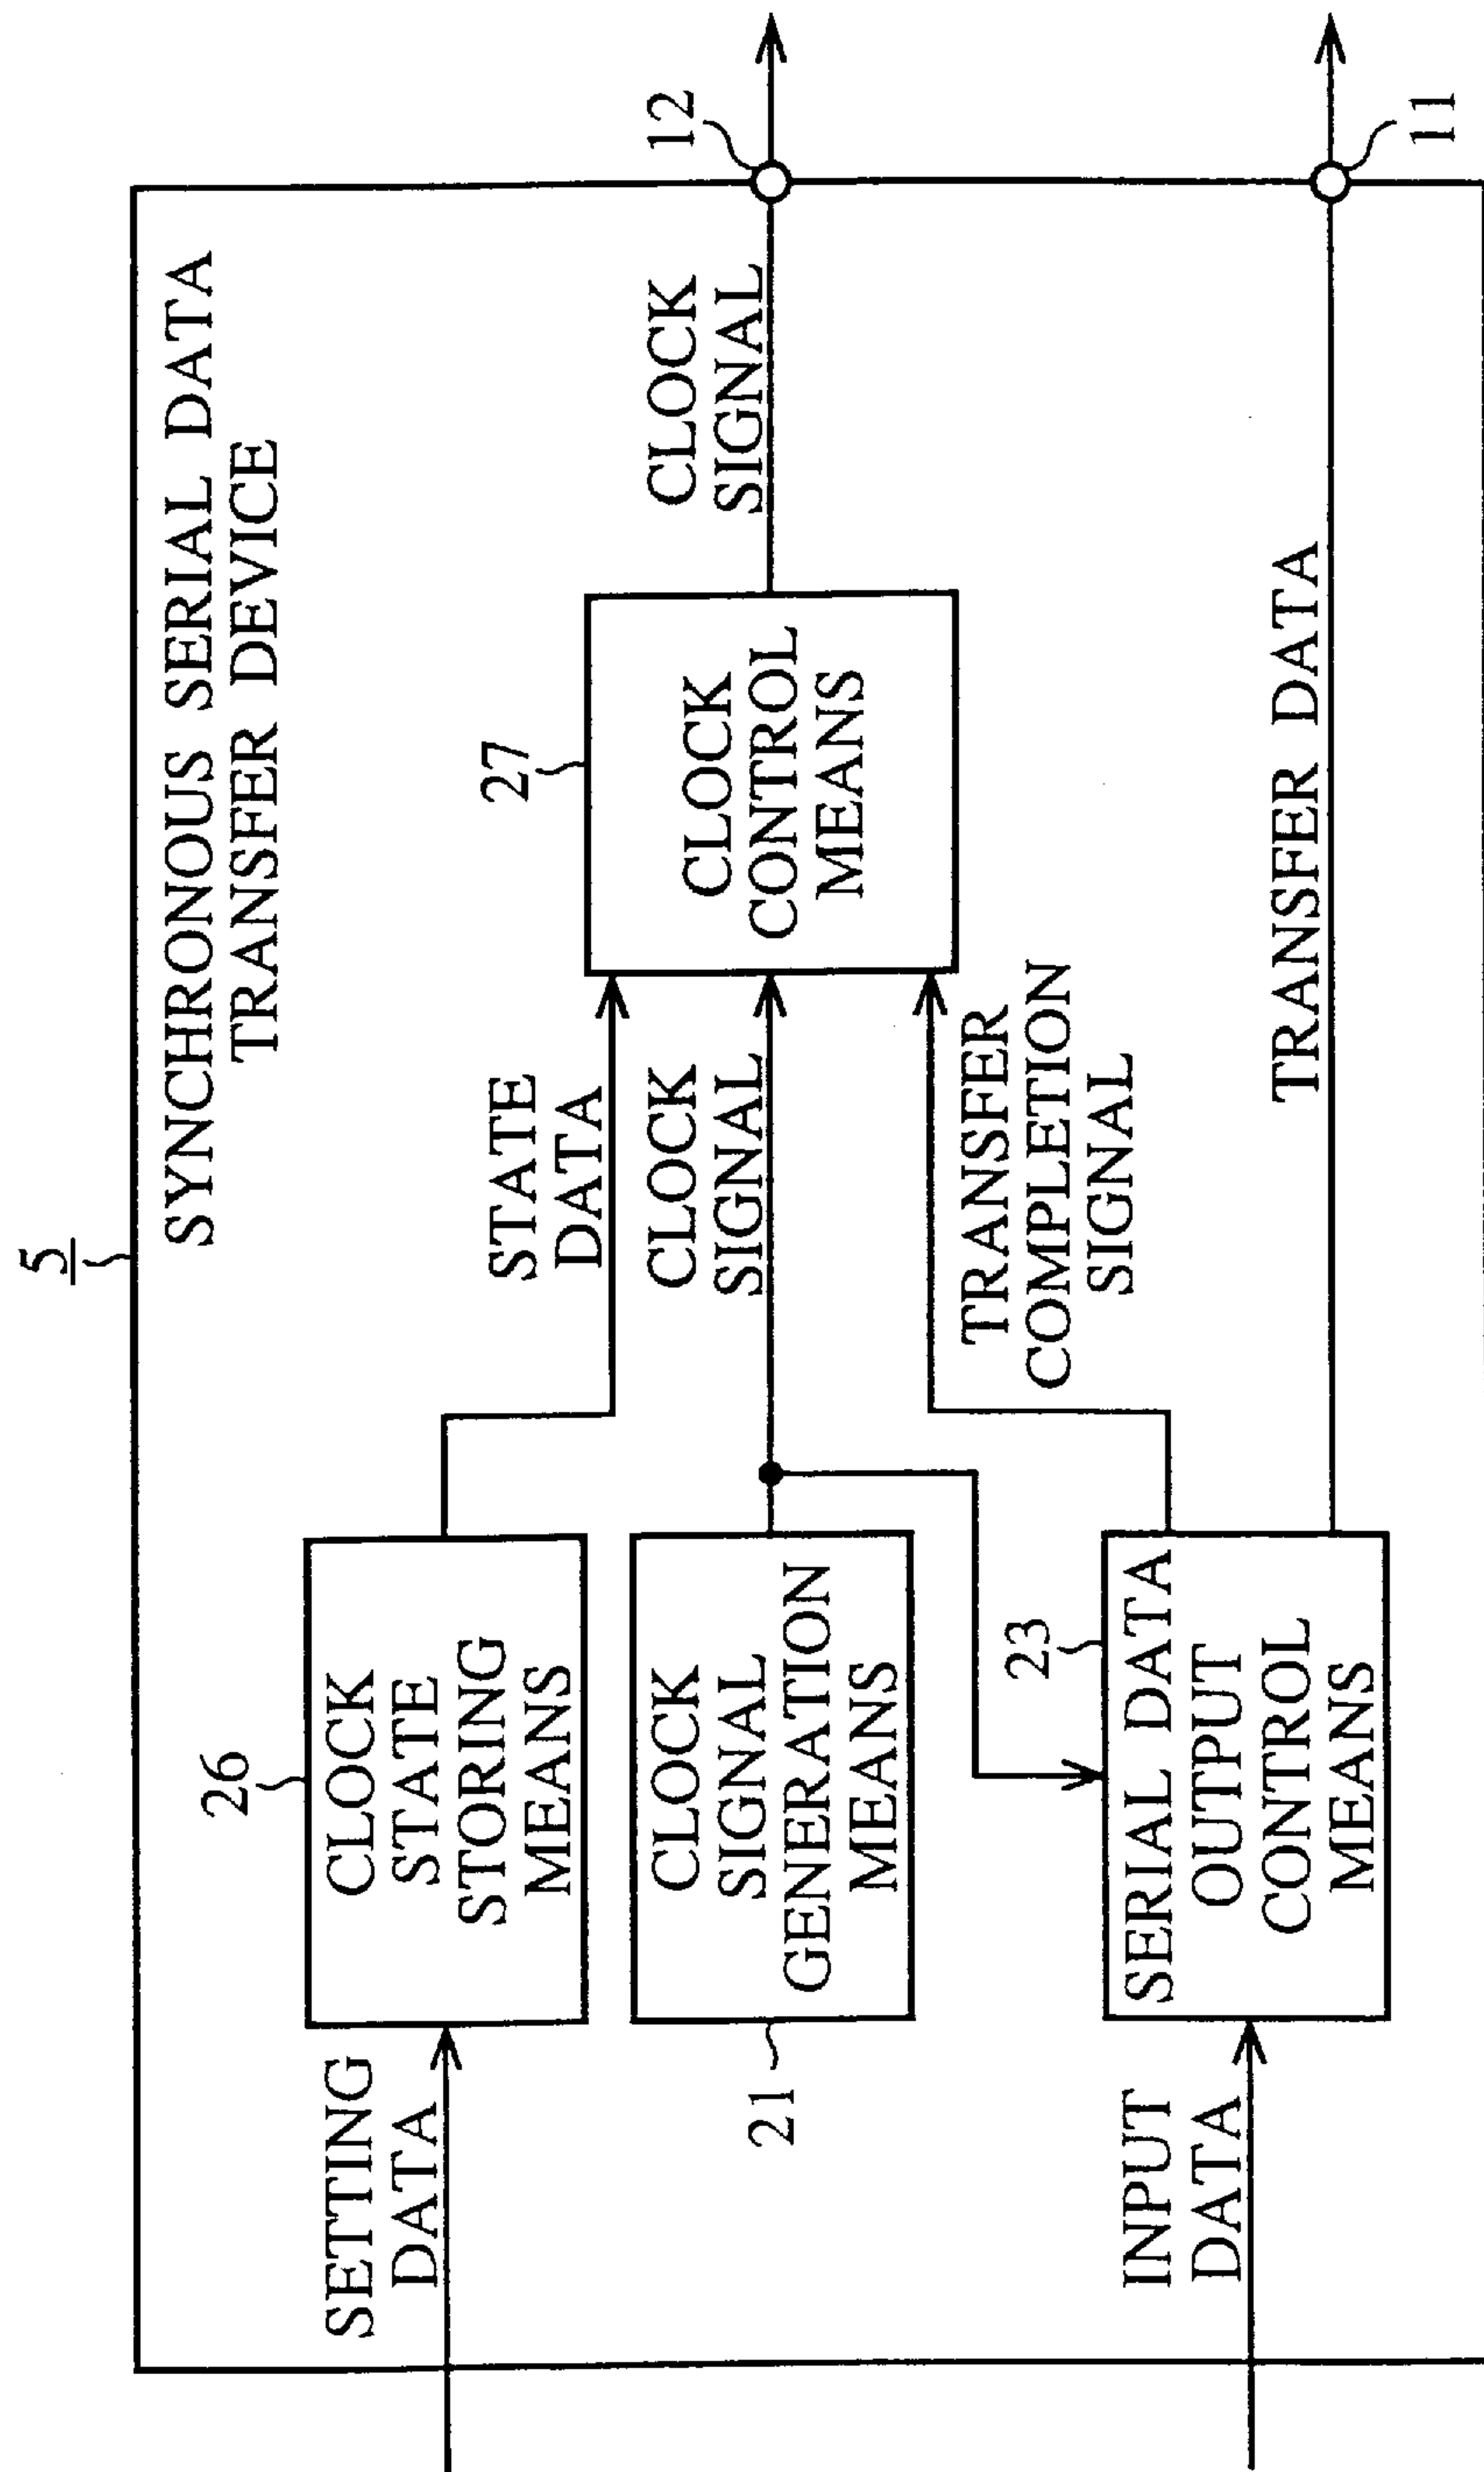 5
SYNCHRONOUS SERIAL DATA
TRANSFER DEVICE
SETTING
DATA
26
CLOCK
STATE
STORING
MEANS
STATE
DATA
CLOCK
SIGNAL
GENERATION
MEANS
21
CLOCK
SIGNAL
27
CLOCK
CONTROL
MEANS
CLOCK
SIGNAL
12
TRANSFER
COMPLETION
SIGNAL
INPUT
DATA
23
SERIAL DATA
OUTPUT
CONTROL
MEANS
TRANSFER DATA
11